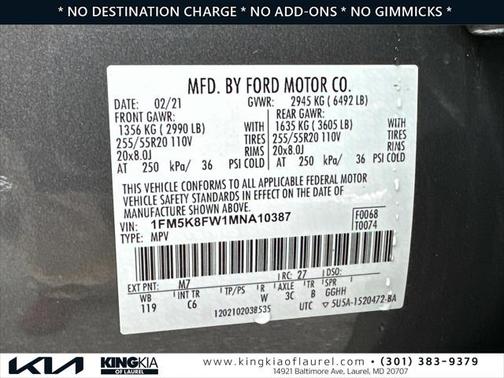 * NO DESTINATION CHARGE * NO ADD-ONS * NO GIMMICKS! *
MFD. BY FORD MOTOR CO.
DATE: 02/21 GVWR: 2945 KG (6492 LB)
FRONT GAWR: REAR GAWR:
1356 KG (2990 LB) WITH 1635 KG (3605 LB) WITH
255/55R20 110V TIRES 255/55R20 110V TIRES
20x8.0J RIMS 20x8.0J RIMS
AT 250 kPa/ 36 PSI COLD AT 250 kPa/ 36 PSI COLD
THIS VEHICLE CONFORMS TO ALL APPLICABLE FEDERAL MOTOR
VEHICLE SAFETY STANDARDS IN EFFECT ON THE DATE OF
MANUFACTURE SHOWN ABOVE.
VIN: 1FM5K8FW1MNA10387 F0068
TYPE: MPV T0074
EXT PNT: M7 RC: 27 DSO:
WB INT TR TP/PS R AXLE TR SPR
119 C6 W 3C B GGHH
1202102038535 UTC 5U5A-1520472-BA
KIA KING KIA OF LAUREL www.kingkiaoflaurel.com • (301) 383-9379
14921 Baltimore Ave, Laurel, MD 20707